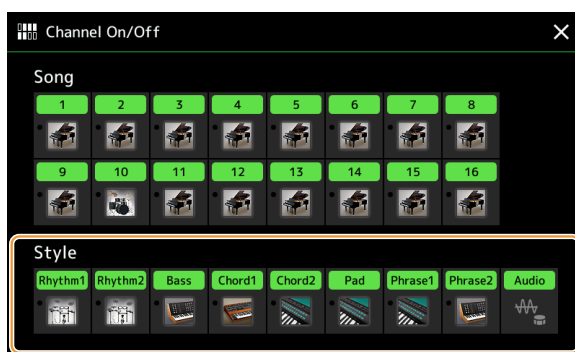 Channel On/Off
Song
1 2 3 4 5 6 7 8
9 10 11 12 13 14 15 16
Style
Rhythm1 Rhythm2 Bass Chord1 Chord2 Pad Phrase1 Phrase2 Audio